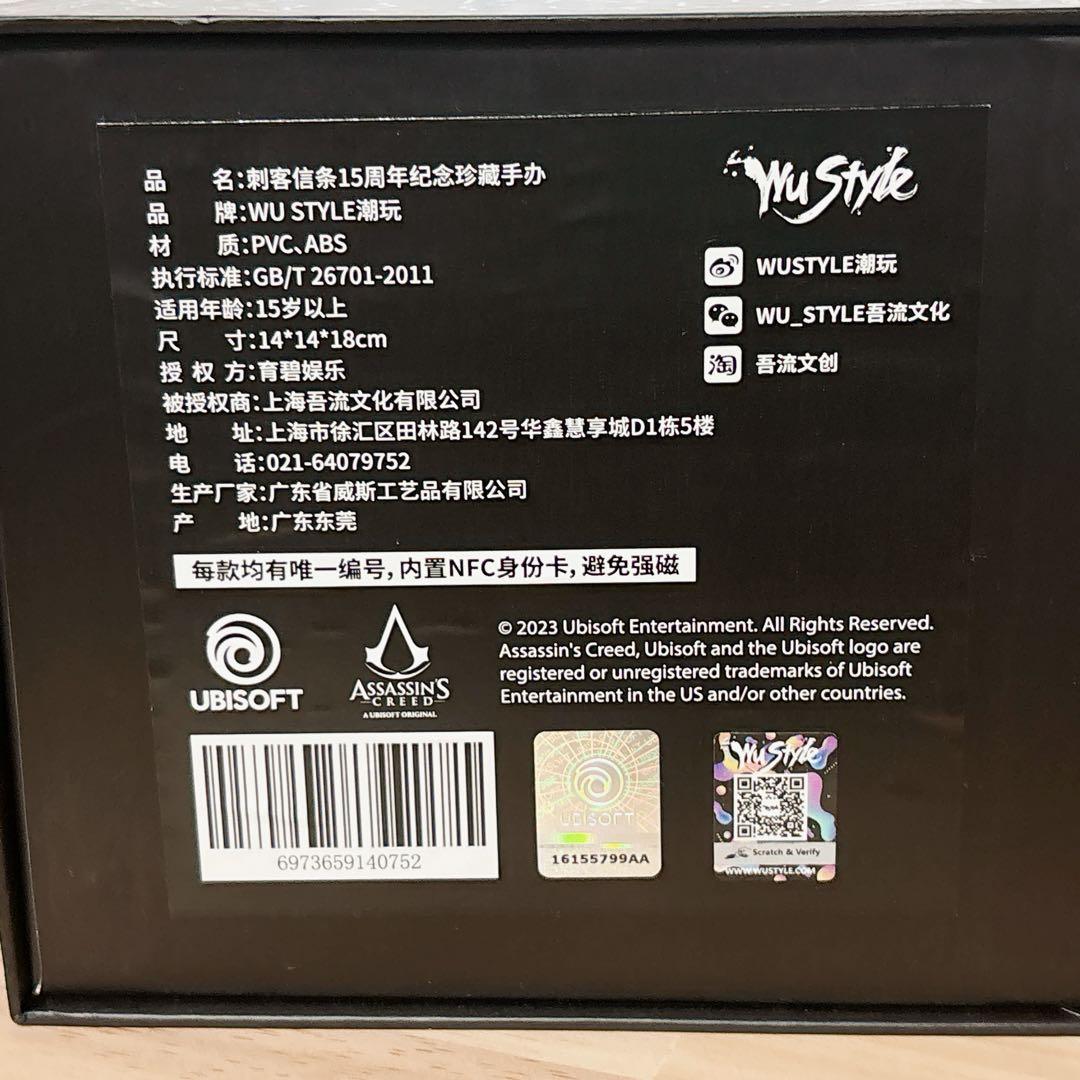 品 名:刺客信条15周年纪念珍藏手办
品 牌:WU STYLE潮玩
材 质:PVC、ABS
执行标准:GB/T 26701-2011
适用年龄:15岁以上
尺 寸:14*14*18cm
授 权 方:育碧娱乐
被授权商:上海吾流文化有限公司
地 址:上海市徐汇区田林路142号华鑫慧享城D1栋5楼
电 话:021-64079752
生产厂家:广东省威斯工艺品有限公司
产 地:广东东莞
Wu Style
WUSTYLE潮玩
WU_STYLE吾流文化
淘 吾流文创
每款均有唯一编号,内置NFC身份卡,避免强磁
UBISOFT
ASSASSIN'S
CREED
A UBISOFT ORIGINAL
© 2023 Ubisoft Entertainment. All Rights Reserved.
Assassin's Creed, Ubisoft and the Ubisoft logo are
registered or unregistered trademarks of Ubisoft
Entertainment in the US and/or other countries.
6973659140752
UBISOFT
16155799AA
Wu Style
Scratch & Verify
WWW.WUSTYLE.COM